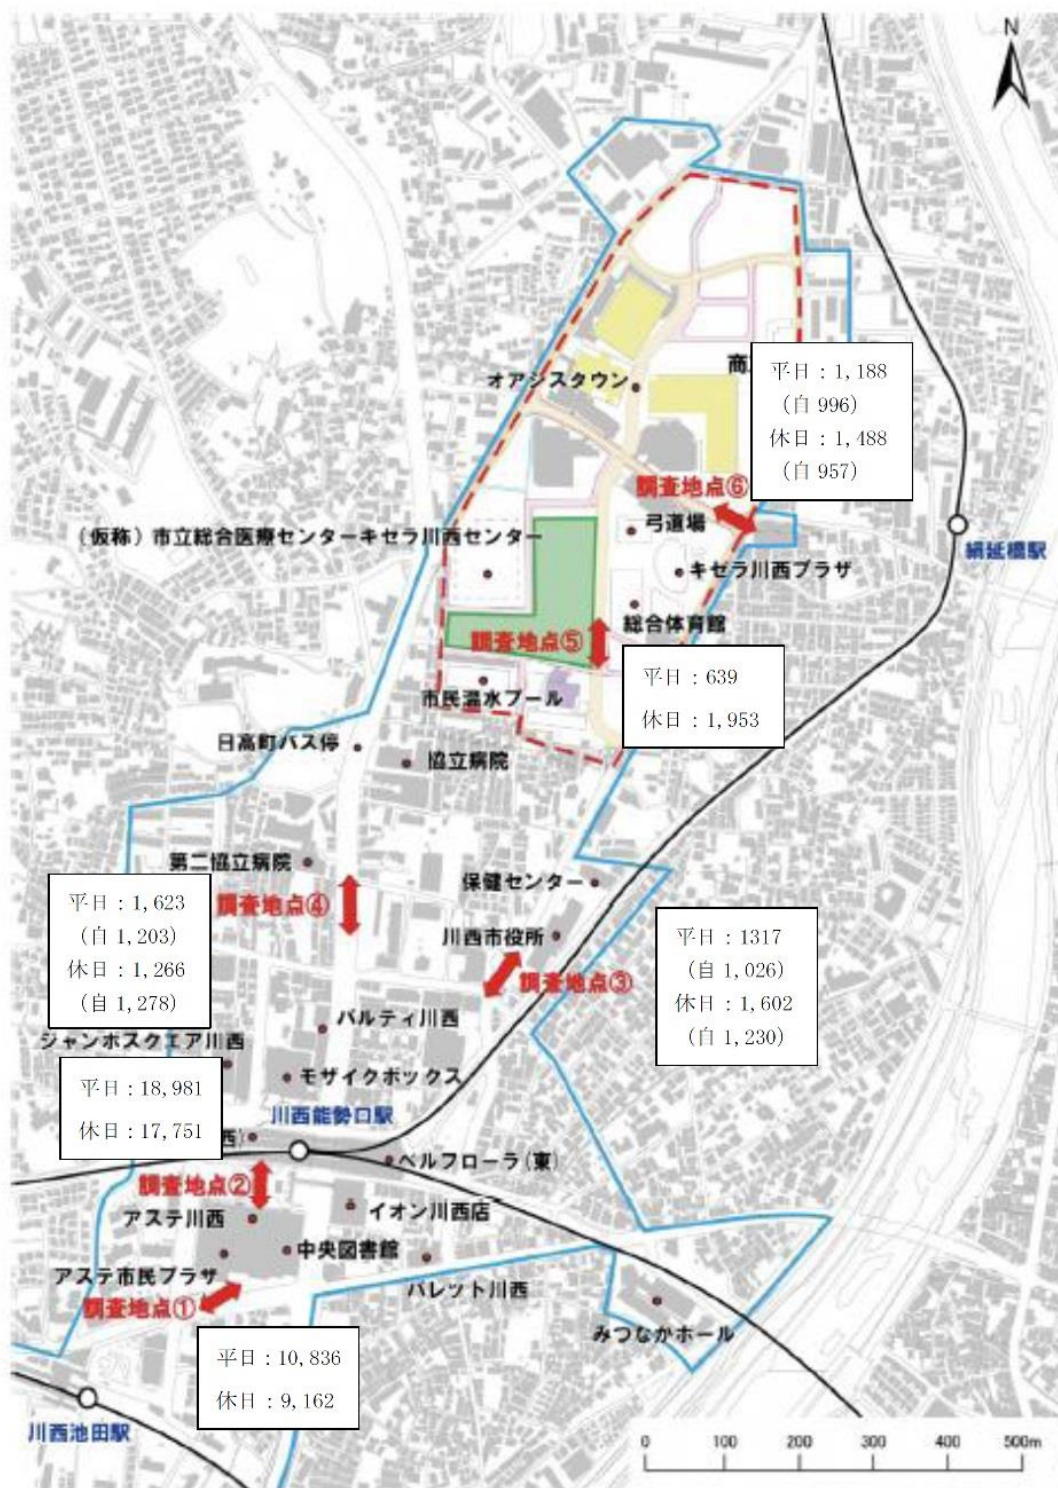 N
オアシスタウン
商
平日：1,188
（自 996）
休日：1,488
（自 957）
調査地点⑥
弓道場
絹延橋駅
（仮称）市立総合医療センターキセラ川西センター
キセラ川西プラザ
総合体育館
調査地点⑤
平日：639
休日：1,953
市民温水プール
日高町バス停
協立病院
第二協立病院
保健センター
平日：1,623
（自 1,203）
休日：1,266
（自 1,278）
調査地点④
川西市役所
平日：1317
（自 1,026）
休日：1,602
（自 1,230）
調査地点③
パルティ川西
ジャンボスクエア川西
モザイクボックス
平日：18,981
休日：17,751
川西能勢口駅
西）
ベルフローラ（東）
調査地点②
アステ川西
イオン川西店
中央図書館
アステ市民プラザ
パレット川西
調査地点①
みつなかホール
平日：10,836
休日：9,162
川西池田駅
0 100 200 300 400 500m